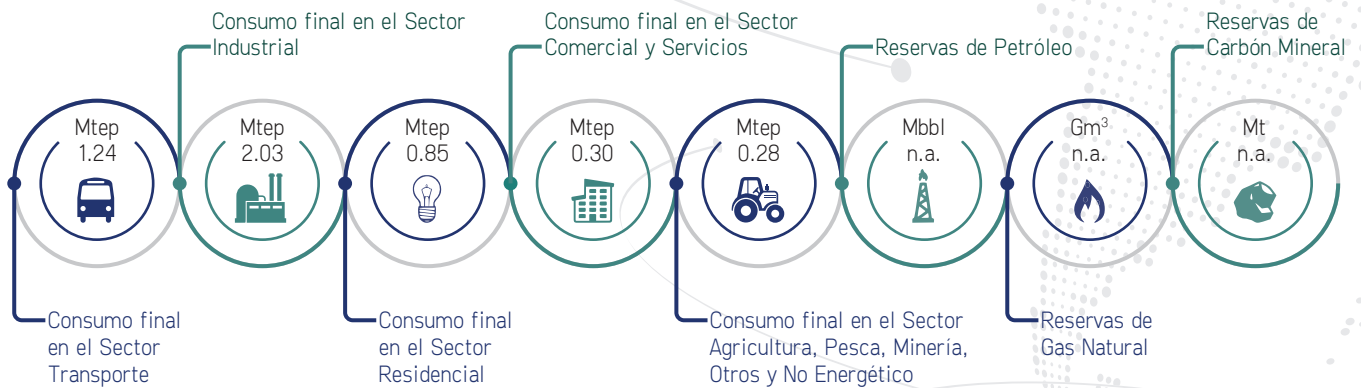 Consumo final en el Sector
Industrial
Consumo final en el Sector
Comercial y Servicios
Reservas de Petróleo
Reservas de
Carbón Mineral
Mtep
1.24
Mtep
2.03
Mtep
0.85
Mtep
0.30
Mtep
0.28
Mbbl
n.a.
Gm³
n.a.
Mt
n.a.
Consumo final
en el Sector
Transporte
Consumo final
en el Sector
Residencial
Consumo final en el Sector
Agricultura, Pesca, Minería,
Otros y No Energético
Reservas de
Gas Natural